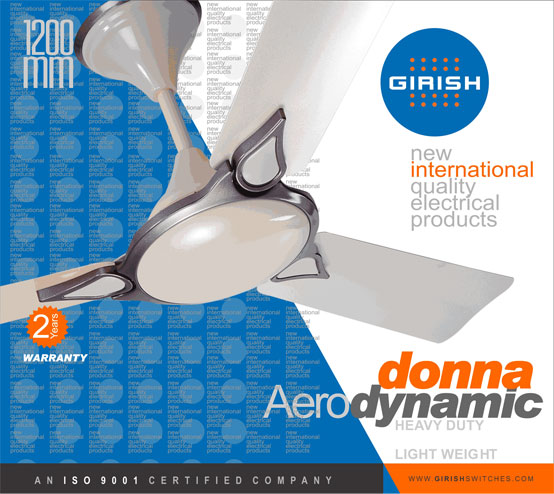 1200
mm
GIRISH
new
international
quality
electrical
products
2
Years
WARRANTY
donna
Aerodynamic
HEAVY DUTY
LIGHT WEIGHT
AN ISO 9001 CERTIFIED COMPANY
WWW.GIRISHSWITCHES.COM